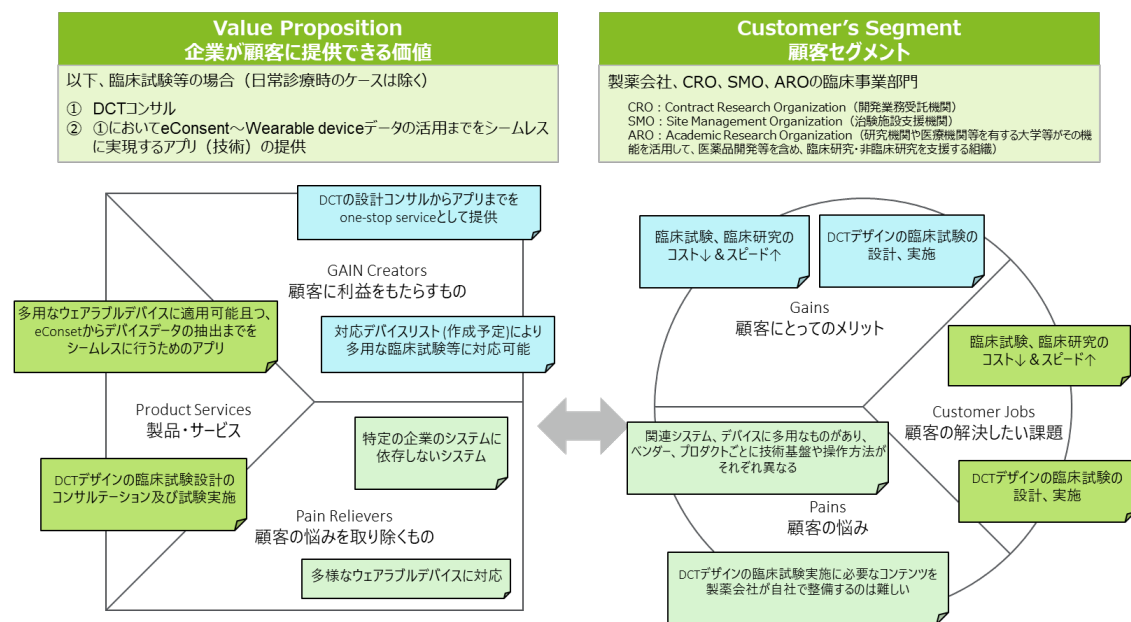 Value Proposition
企業が顧客に提供できる価値
以下、臨床試験等の場合（日常診療時のケースは除く）
① DCTコンサル
② ①においてeConsent～Wearable deviceデータの活用までをシームレス
に実現するアプリ（技術）の提供
Customer's Segment
顧客セグメント
製薬会社、CRO、SMO、AROの臨床事業部門
CRO：Contract Research Organization（開発業務受託機関）
SMO：Site Management Organization（治験施設支援機関）
ARO：Academic Research Organization（研究機関や医療機関等を有する大学等がその機
能を活用して、医薬品開発等を含め、臨床研究・非臨床研究を支援する組織）
DCTの設計コンサルからアプリまでを
one-stop serviceとして提供
GAIN Creators
顧客に利益をもたらすもの
多用なウェアラブルデバイスに適用可能且つ、
eConsetからデバイスデータの抽出までを
シームレスに行うためのアプリ
対応デバイスリスト(作成予定)により
多用な臨床試験等に対応可能
Product Services
製品・サービス
特定の企業のシステムに
依存しないシステム
DCTデザインの臨床試験設計の
コンサルテーション及び試験実施
Pain Relievers
顧客の悩みを取り除くもの
多様なウェアラブルデバイスに対応
臨床試験、臨床研究の
コスト↓＆スピード↑
DCTデザインの臨床試験の
設計、実施
Gains
顧客にとってのメリット
臨床試験、臨床研究の
コスト↓＆スピード↑
Customer Jobs
顧客の解決したい課題
関連システム、デバイスに多用なものがあり、
ベンダー、プロダクトごとに技術基盤や操作方法が
それぞれ異なる
DCTデザインの臨床試験の
設計、実施
Pains
顧客の悩み
DCTデザインの臨床試験実施に必要なコンテンツを
製薬会社が自社で整備するのは難しい